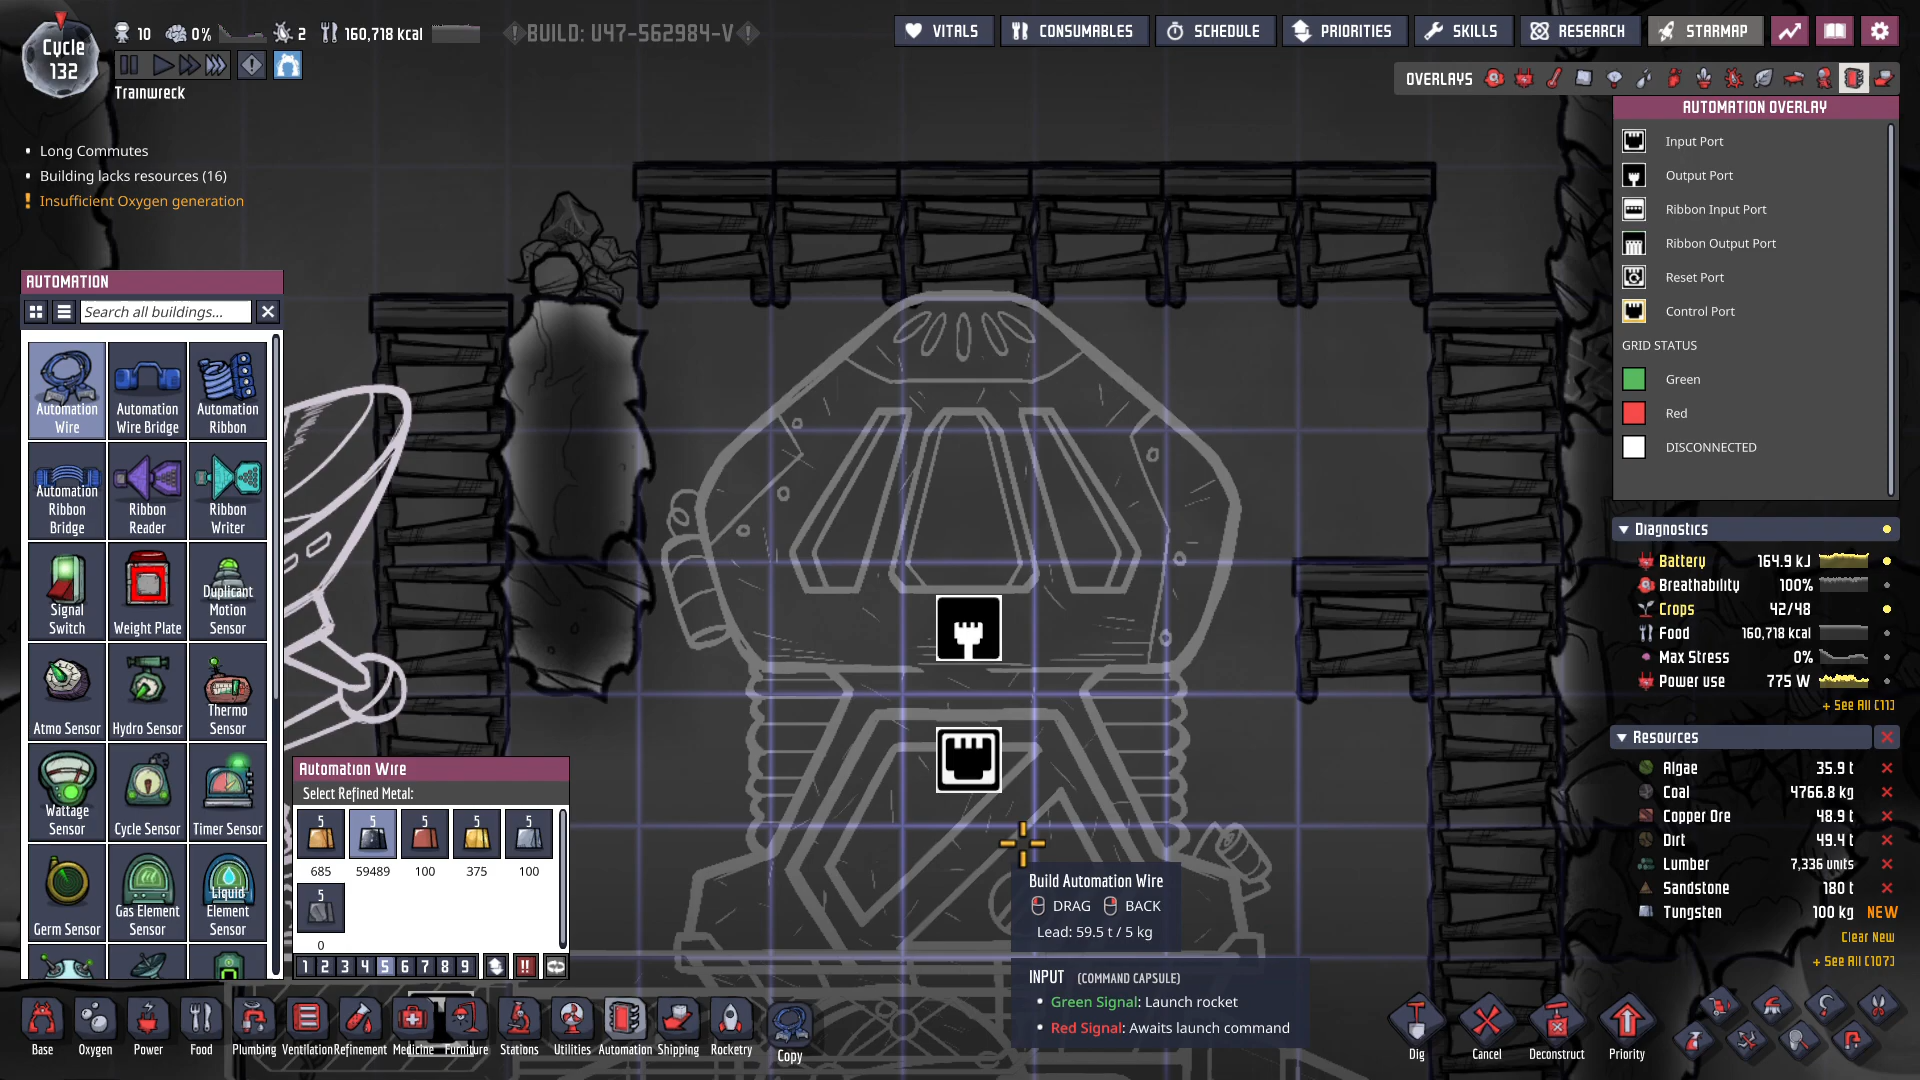 Cycle
132
10
0%
2
160,718 kcal
BUILD: U47-562984-V
VITALS
CONSUMABLES
SCHEDULE
PRIORITIES
SKILLS
RESEARCH
STARMAP
Trainwreck
OVERLAYS
AUTOMATION OVERLAY
Input Port
Output Port
Ribbon Input Port
Ribbon Output Port
Reset Port
Control Port
GRID STATUS
Green
Red
DISCONNECTED
• Long Commutes
• Building lacks resources (16)
! Insufficient Oxygen generation
AUTOMATION
Search all buildings...
Automation Wire
Automation Wire Bridge
Automation Ribbon
Automation Ribbon Bridge
Ribbon Reader
Ribbon Writer
Signal Switch
Weight Plate
Duplicant Motion Sensor
Atmo Sensor
Hydro Sensor
Thermo Sensor
Wattage Sensor
Cycle Sensor
Timer Sensor
Germ Sensor
Gas Element Sensor
Liquid Element Sensor
Automation Wire
Select Refined Metal:
5 5 5 5 5
685 59489 100 375 100
5
0
1 2 3 4 5 6 7 8 9 !!
Build Automation Wire
DRAG BACK
Lead: 59.5 t / 5 kg
INPUT (COMMAND CAPSULE)
• Green Signal: Launch rocket
• Red Signal: Awaits launch command
Diagnostics
Battery 164.9 kJ
Breathability 100%
Crops 42/48
Food 160,718 kcal
Max Stress 0%
Power use 775 W
+ See All (11)
Resources
Algae 35.9 t
Coal 4766.8 kg
Copper Ore 48.9 t
Dirt 49.4 t
Lumber 7,336 units
Sandstone 180 t
Tungsten 100 kg NEW
Clear New
+ See All (107)
Base
Oxygen
Power
Food
Plumbing
Ventilation
Refinement
Medicine
Furniture
Stations
Utilities
Automation
Shipping
Rocketry
Copy
Dig
Cancel
Deconstruct
Priority